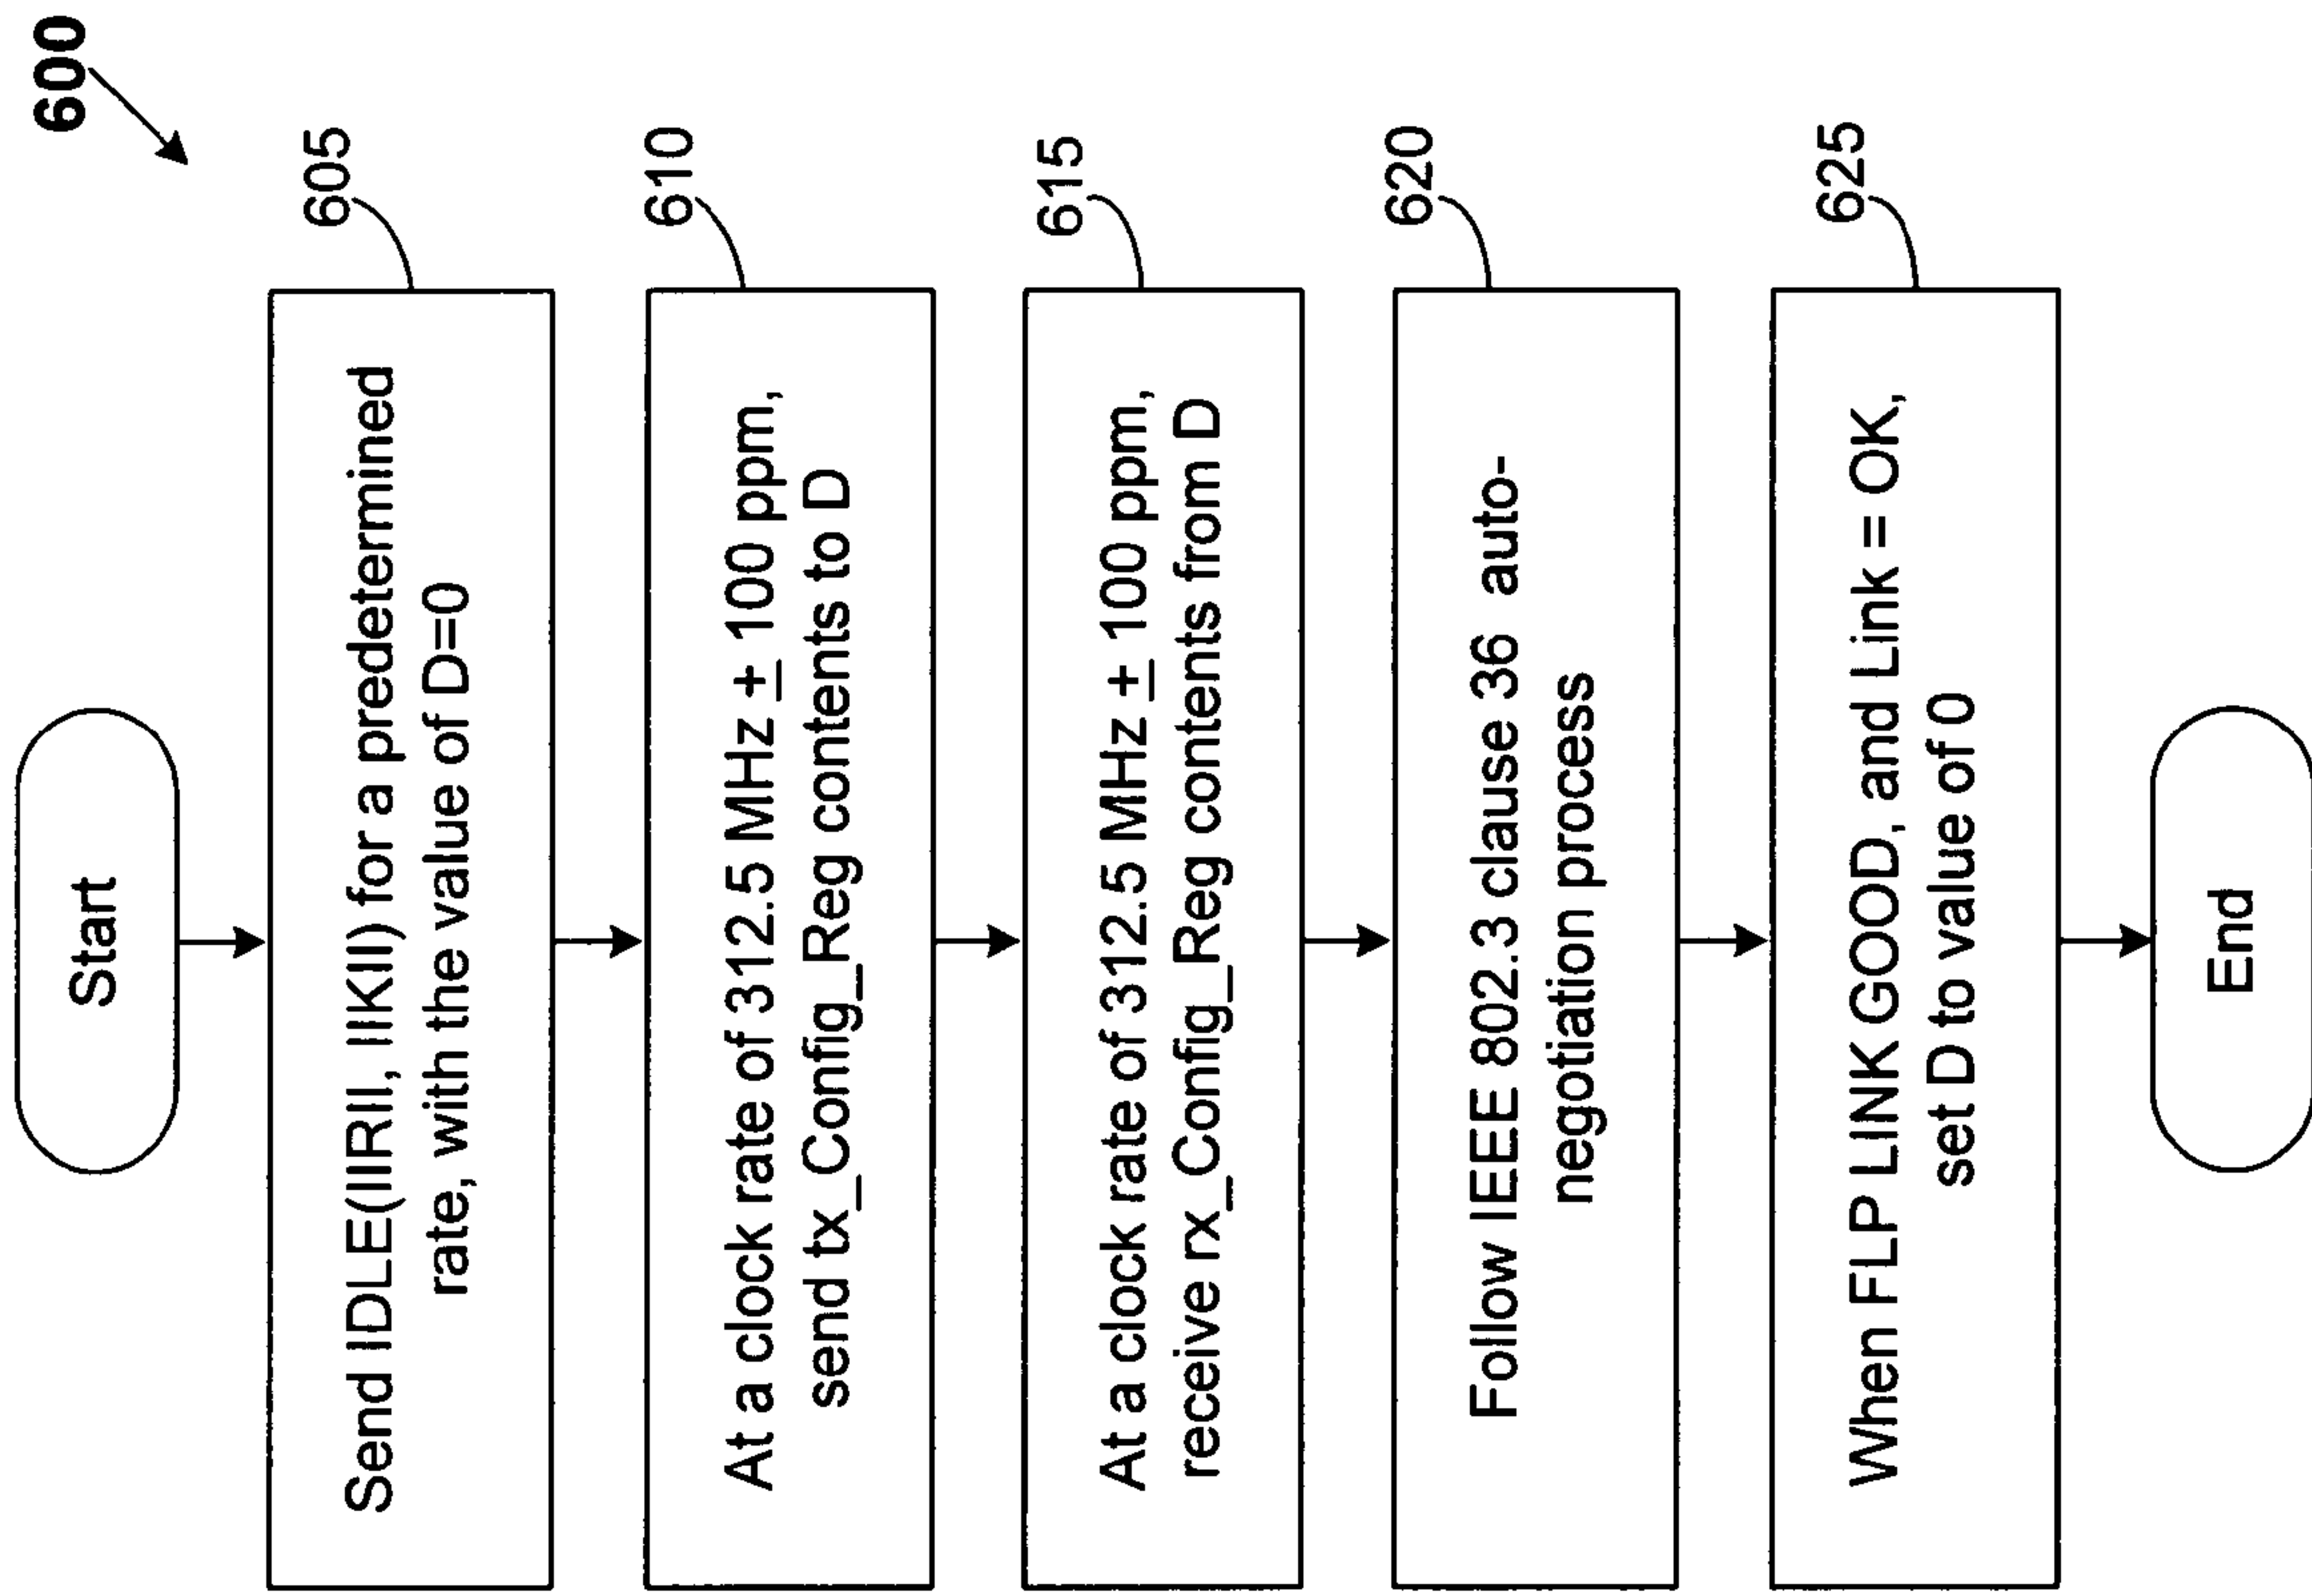 600
Start
605
Send IDLE(IIRII, IIKII) for a predetermined
rate, with the value of D=0
610
At a clock rate of 312.5 MHz ± 100 ppm,
send tx_Config_Reg contents to D
615
At a clock rate of 312.5 MHz ± 100 ppm,
receive rx_Config_Reg contents from D
620
Follow IEEE 802.3 clause 36 auto-
negotiation process
625
When FLP LINK GOOD, and Link = OK,
set D to value of 0
End